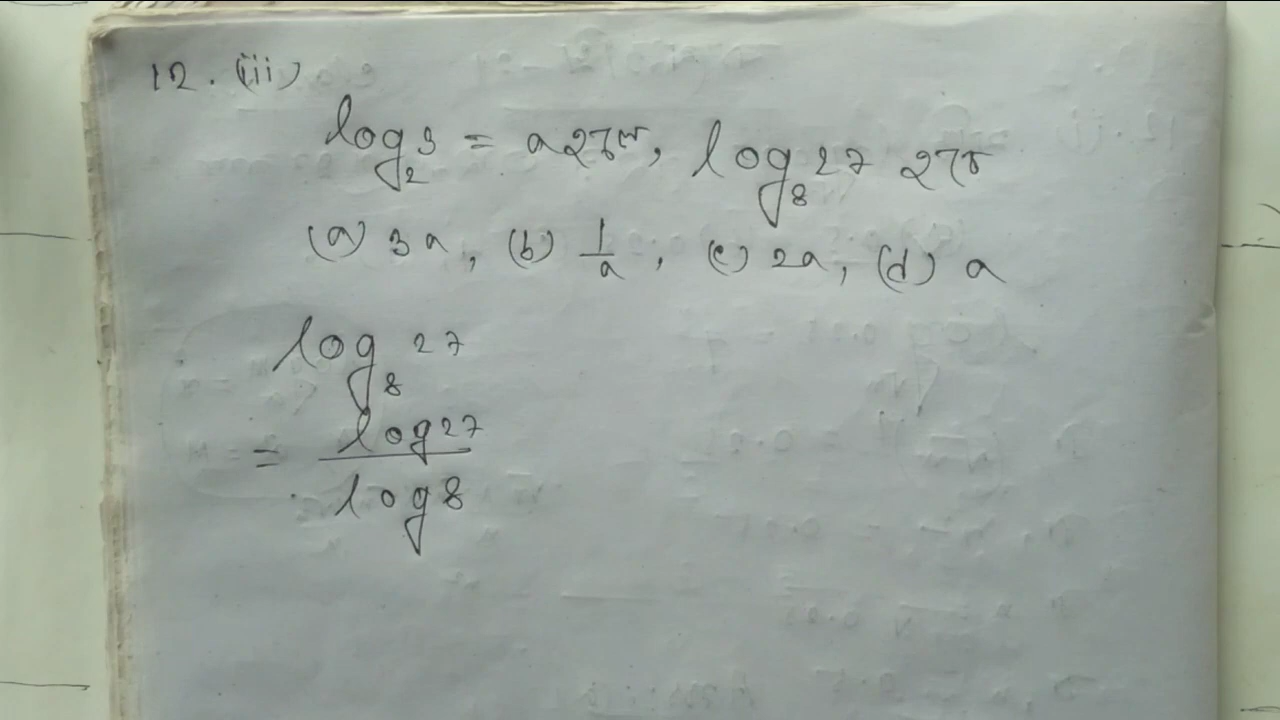 12. (iii)
log₂3 = a হলে, log₈27 হবে
(a) 3a, (b) 1/a, (c) 2a, (d) a
log₈27
= log27/log8